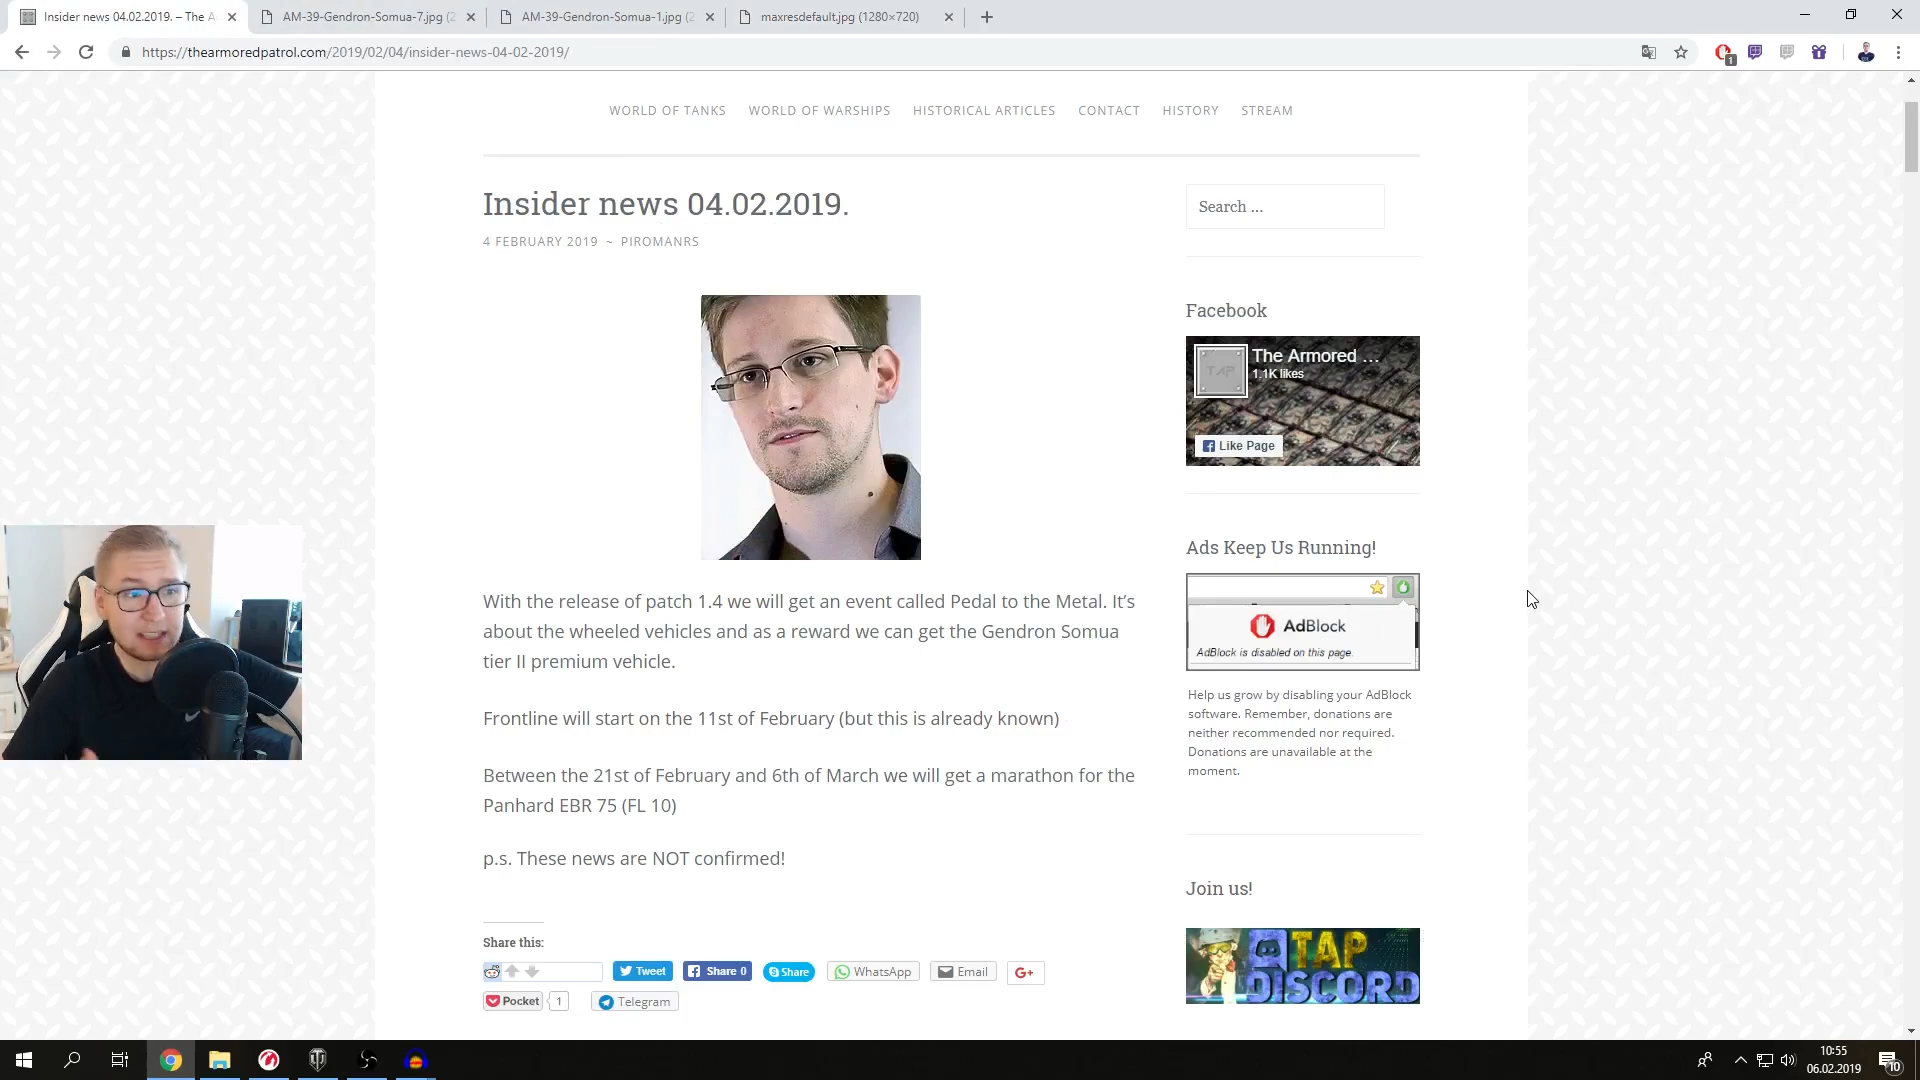 Insider news 04.02.2019. – The A
AM-39-Gendron-Somua-7.jpg (2
AM-39-Gendron-Somua-1.jpg (2
maxresdefault.jpg (1280×720)
https://thearmoredpatrol.com/2019/02/04/insider-news-04-02-2019/
1
WORLD OF TANKS WORLD OF WARSHIPS HISTORICAL ARTICLES CONTACT HISTORY STREAM
Insider news 04.02.2019.
4 FEBRUARY 2019 ~ PIROMANRS
With the release of patch 1.4 we will get an event called Pedal to the Metal. It’s
about the wheeled vehicles and as a reward we can get the Gendron Somua
tier II premium vehicle.
Frontline will start on the 11st of February (but this is already known)
Between the 21st of February and 6th of March we will get a marathon for the
Panhard EBR 75 (FL 10)
p.s. These news are NOT confirmed!
Share this:
Tweet
Share 0
Share
WhatsApp
Email
G+
Pocket
1
Telegram
Search …
Facebook
TAP
The Armored …
1.1K likes
Like Page
Ads Keep Us Running!
AdBlock
AdBlock is disabled on this page.
Help us grow by disabling your AdBlock
software. Remember, donations are
neither recommended nor required.
Donations are unavailable at the
moment.
Join us!
TAP
DISCORD
10:55
06.02.2019
10